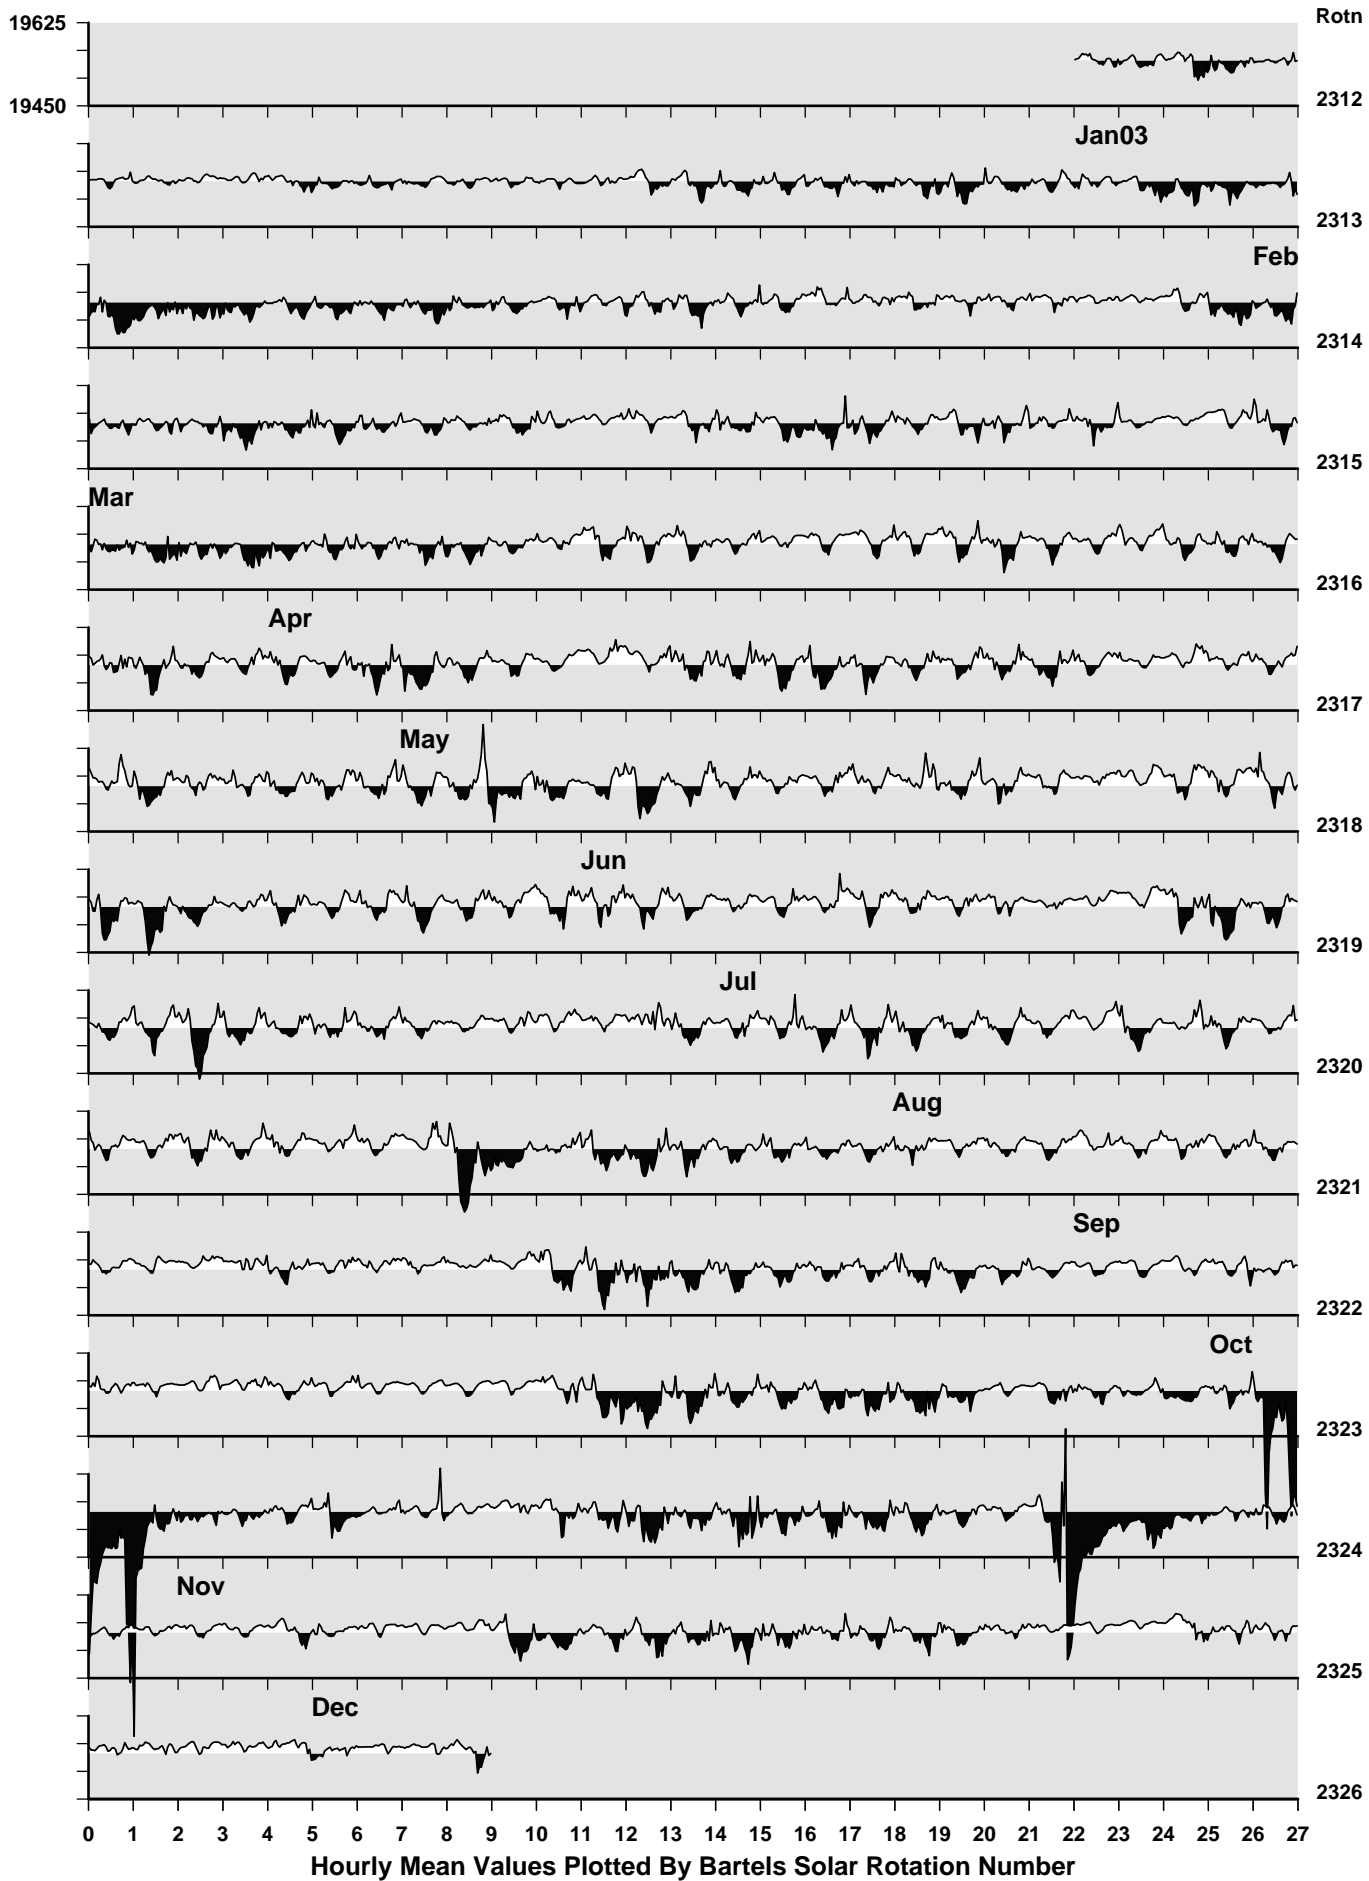 19625
Rotn
19450
2312
Jan03
2313
Feb
2314
2315
Mar
2316
Apr
2317
May
2318
Jun
2319
Jul
2320
Aug
2321
Sep
2322
Oct
2323
2324
Nov
2325
Dec
2326
0 1 2 3 4 5 6 7 8 9 10 11 12 13 14 15 16 17 18 19 20 21 22 23 24 25 26 27
Hourly Mean Values Plotted By Bartels Solar Rotation Number